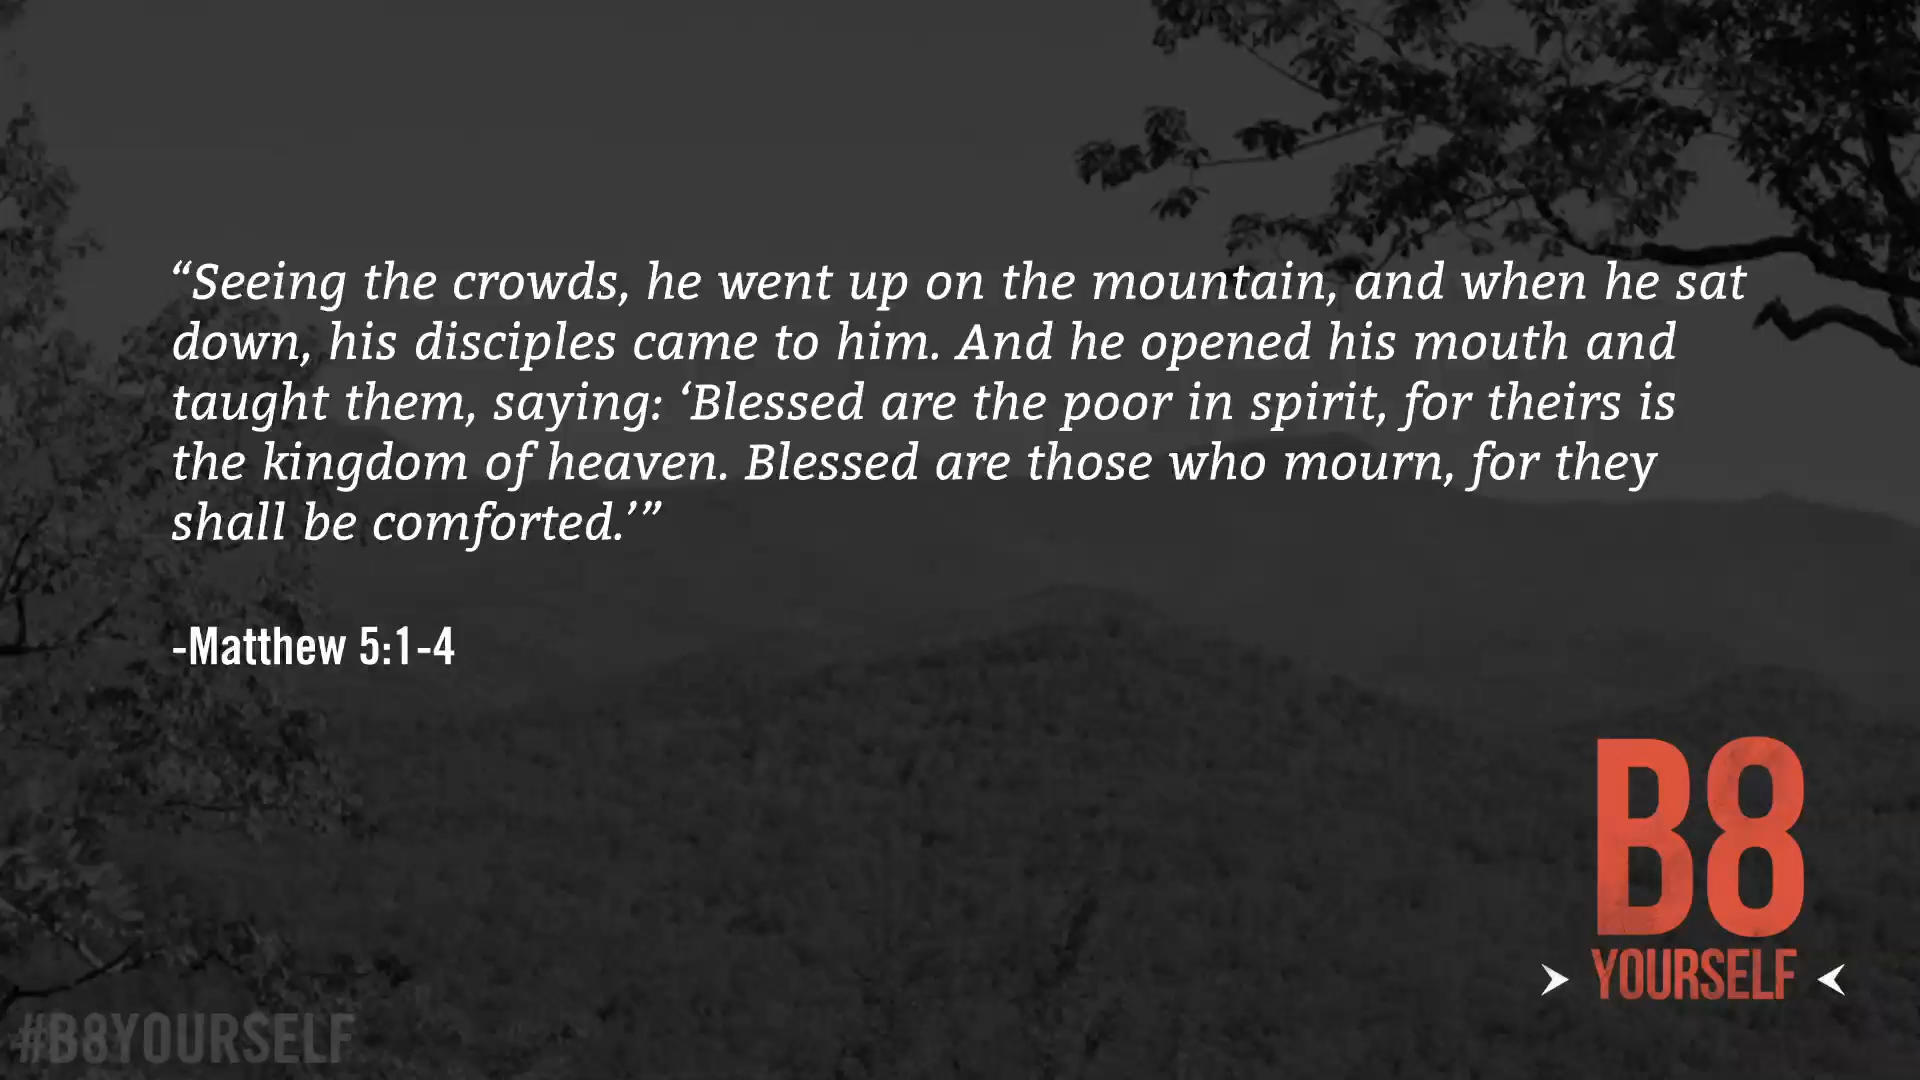 “Seeing the crowds, he went up on the mountain, and when he sat
down, his disciples came to him. And he opened his mouth and
taught them, saying: ‘Blessed are the poor in spirit, for theirs is
the kingdom of heaven. Blessed are those who mourn, for they
shall be comforted.’”
-Matthew 5:1-4
B8
YOURSELF
#B8YOURSELF